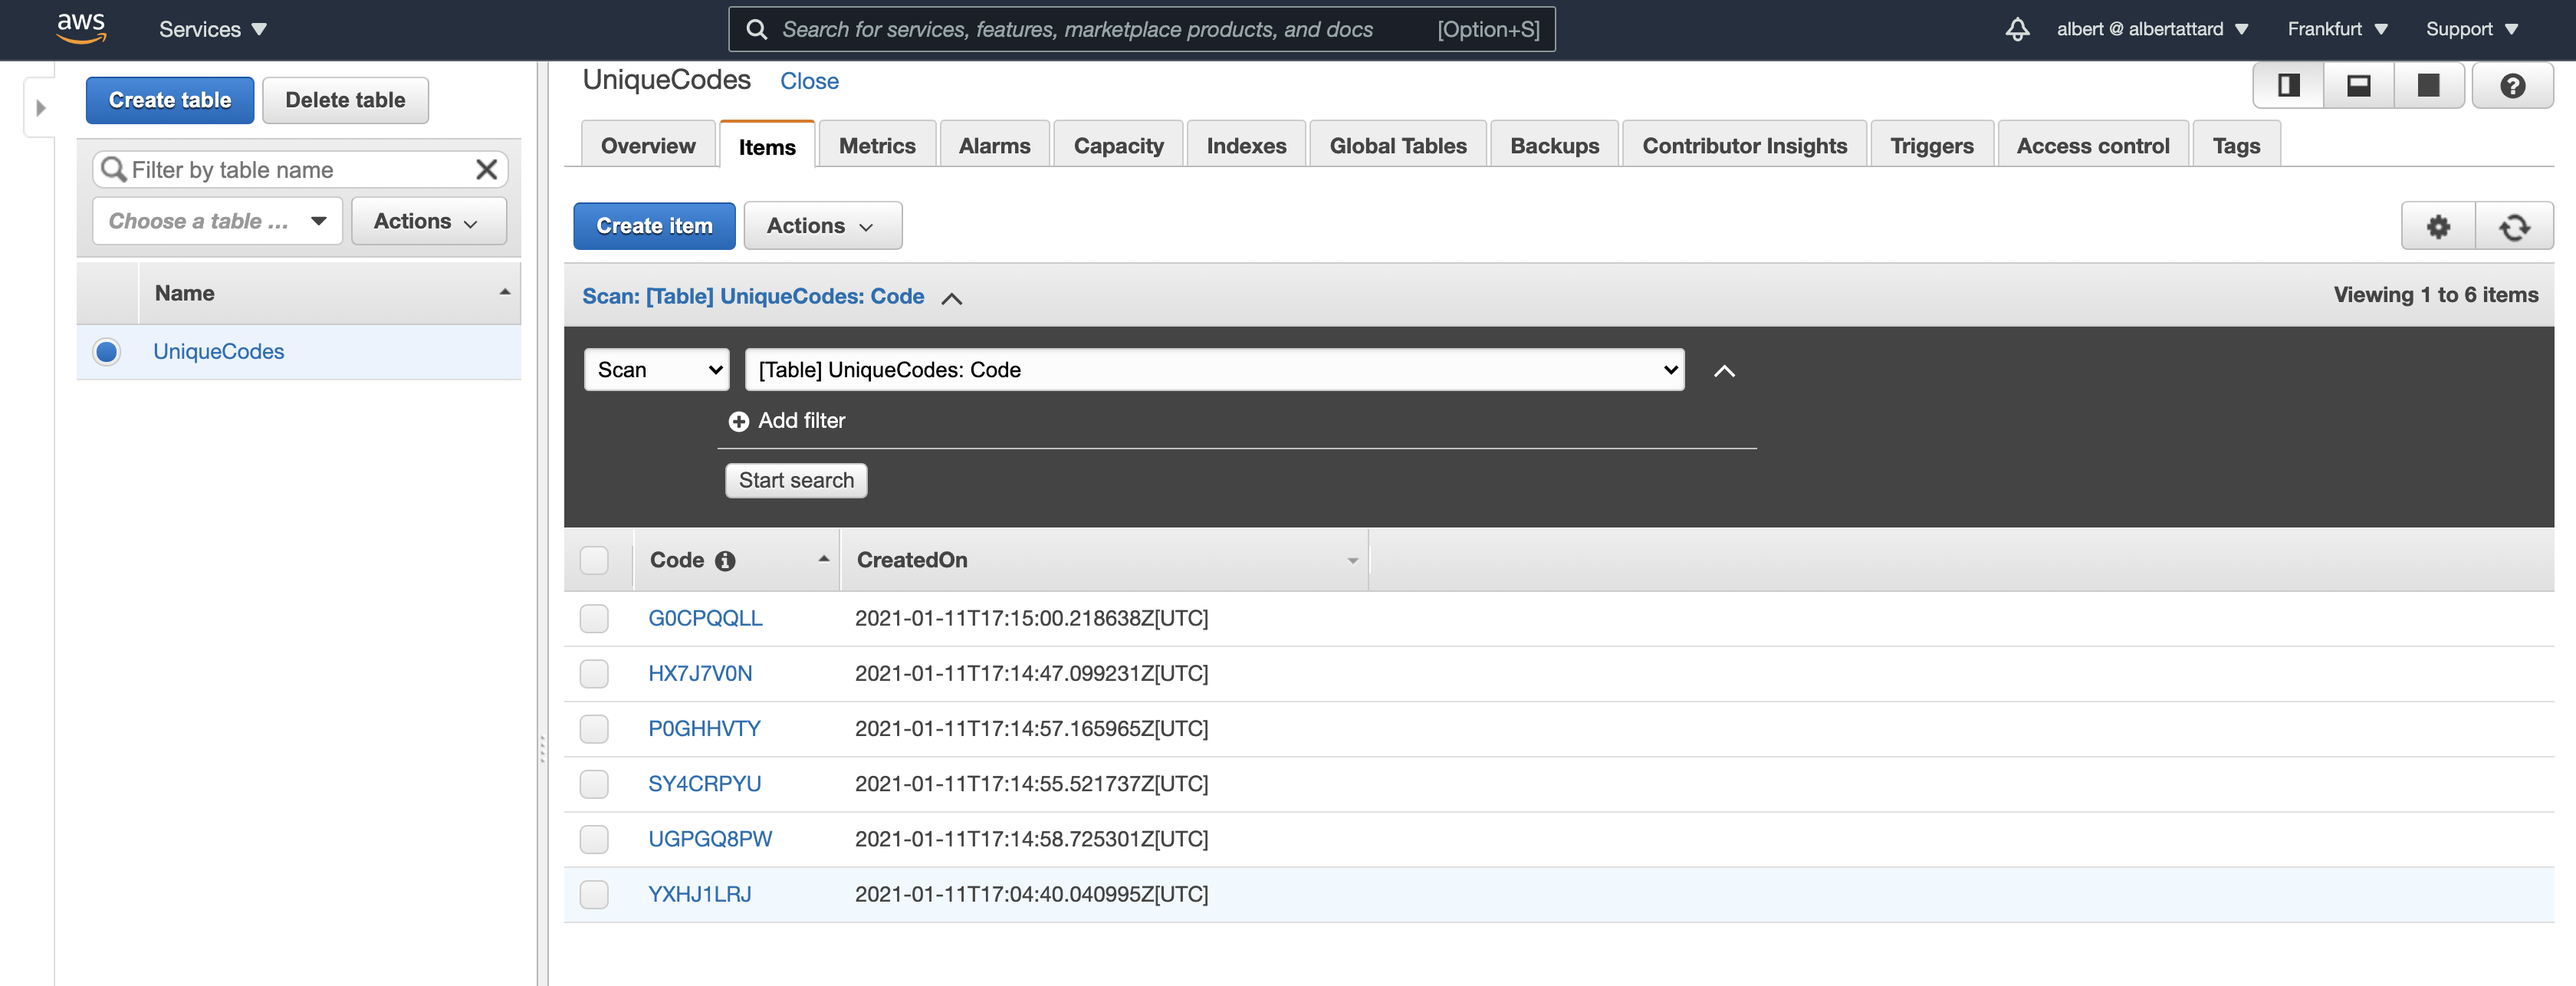 aws
Services
Search for services, features, marketplace products, and docs [Option+S]
albert @ albertattard
Frankfurt
Support
Create table
Delete table
Filter by table name
Choose a table ...
Actions
Name
UniqueCodes
UniqueCodes Close
Overview
Items
Metrics
Alarms
Capacity
Indexes
Global Tables
Backups
Contributor Insights
Triggers
Access control
Tags
Create item
Actions
Scan: [Table] UniqueCodes: Code
Viewing 1 to 6 items
Scan
[Table] UniqueCodes: Code
Add filter
Start search
Code CreatedOn
G0CPQQLL 2021-01-11T17:15:00.218638Z[UTC]
HX7J7V0N 2021-01-11T17:14:47.099231Z[UTC]
P0GHHVTY 2021-01-11T17:14:57.165965Z[UTC]
SY4CRPYU 2021-01-11T17:14:55.521737Z[UTC]
UGPGQ8PW 2021-01-11T17:14:58.725301Z[UTC]
YXHJ1LRJ 2021-01-11T17:04:40.040995Z[UTC]